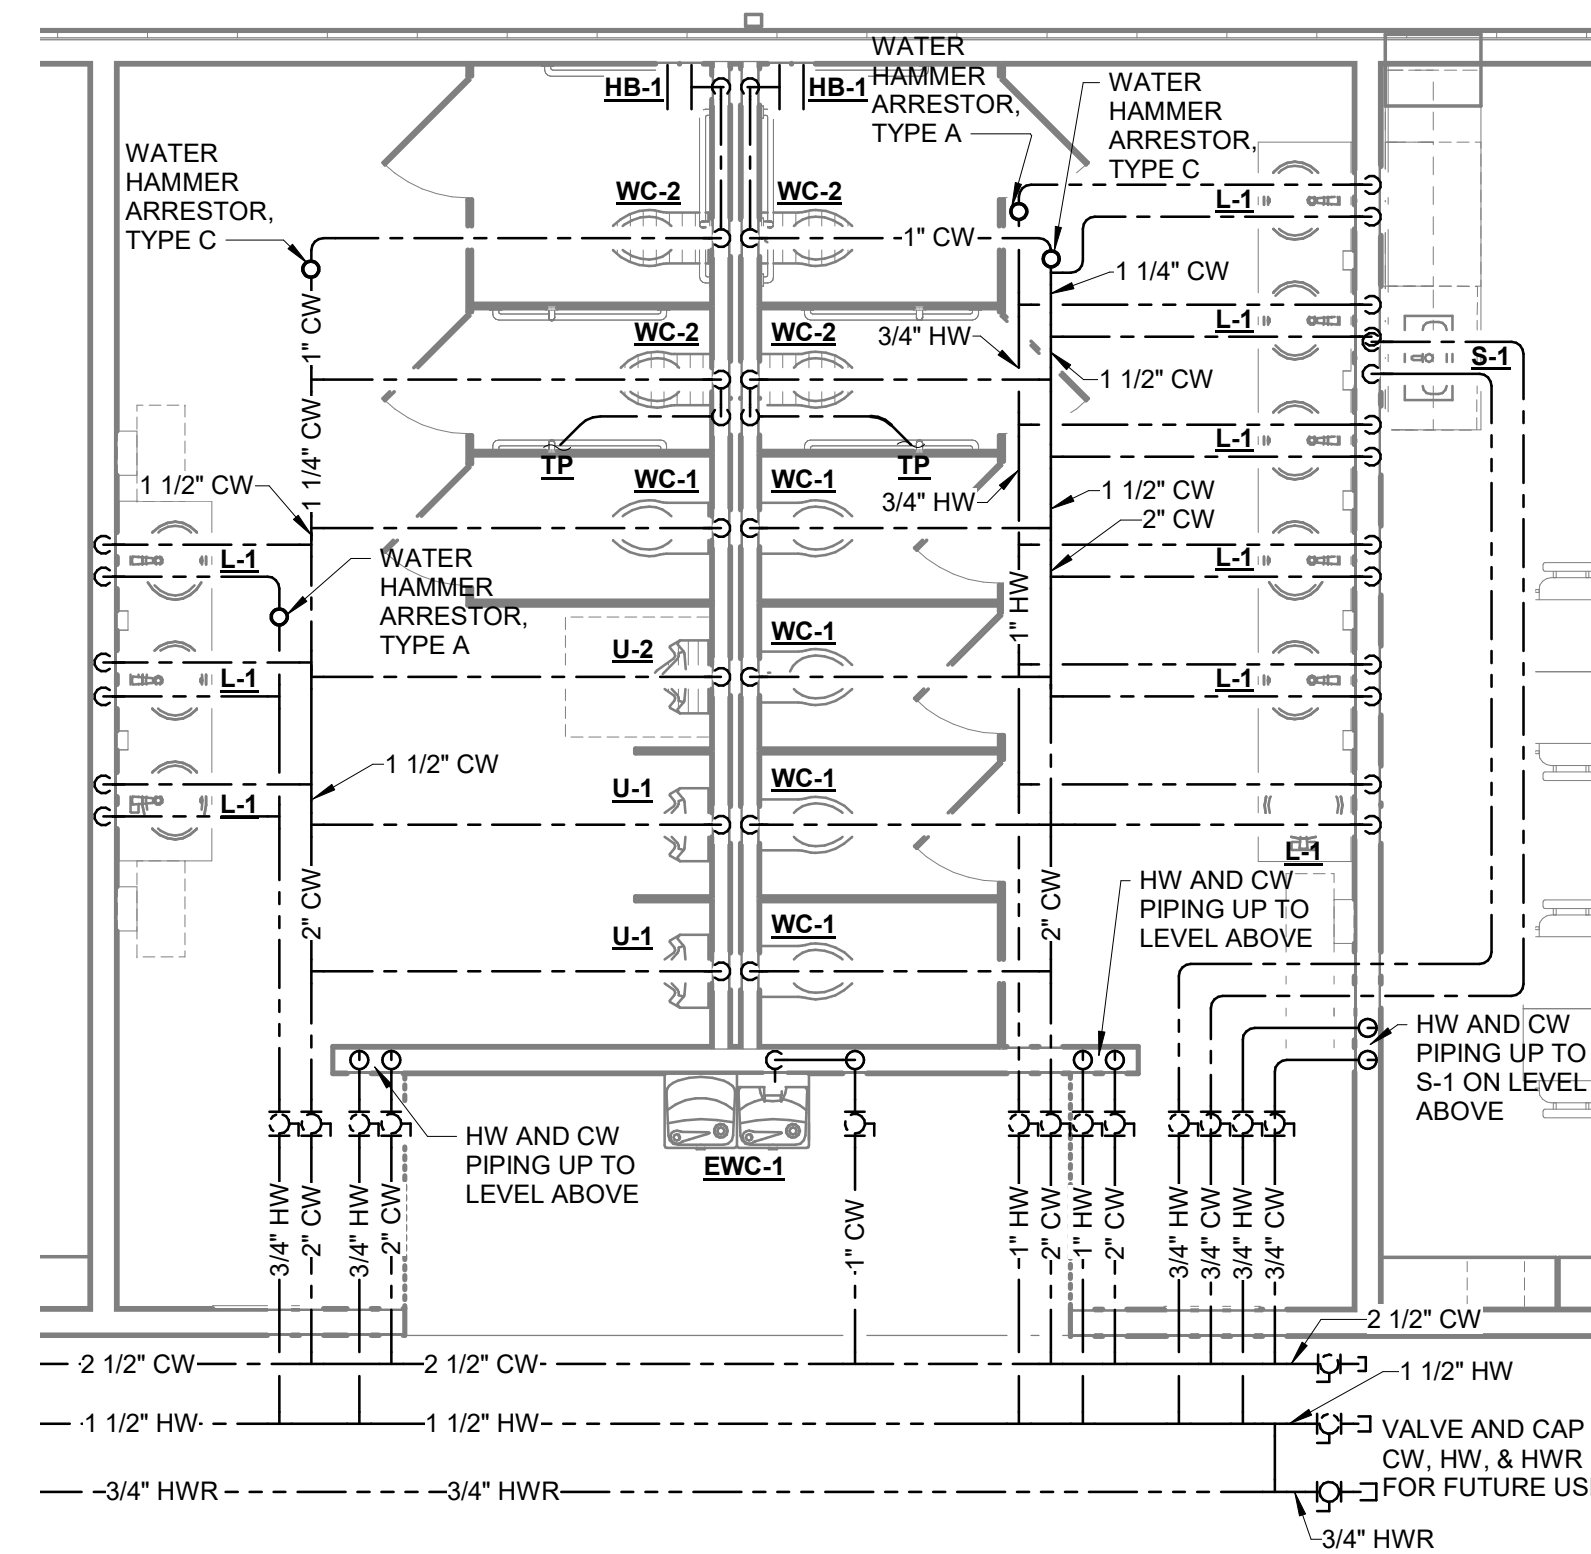 WATER
HAMMER
ARRESTOR,
TYPE A
HB-1
HB-1
WATER
HAMMER
ARRESTOR,
TYPE C
WATER
HAMMER
ARRESTOR,
TYPE C
WC-2
WC-2
L-1
1" CW
1 1/4" CW
1" CW
WC-2
WC-2
3/4" HW
L-1
S-1
1 1/2" CW
1 1/4" CW
TP
TP
L-1
1 1/2" CW
WC-1
WC-1
3/4" HW
1 1/2" CW
2" CW
L-1
WATER
HAMMER
ARRESTOR,
TYPE A
L-1
1" HW
U-2
WC-1
L-1
L-1
1 1/2" CW
U-1
WC-1
L-1
L-1
2" CW
2" CW
HW AND CW
PIPING UP TO
LEVEL ABOVE
U-1
WC-1
HW AND CW
PIPING UP TO
S-1 ON LEVEL
ABOVE
HW AND CW
PIPING UP TO
LEVEL ABOVE
EWC-1
3/4" HW
2" CW
3/4" HW
2" CW
1" CW
1" HW
2" CW
1" HW
2" CW
3/4" HW
3/4" CW
3/4" HW
3/4" CW
2 1/2" CW
2 1/2" CW
2 1/2" CW
1 1/2" HW
1 1/2" HW
1 1/2" HW
VALVE AND CAP
CW, HW, & HWR
FOR FUTURE US
3/4" HWR
3/4" HWR
3/4" HWR